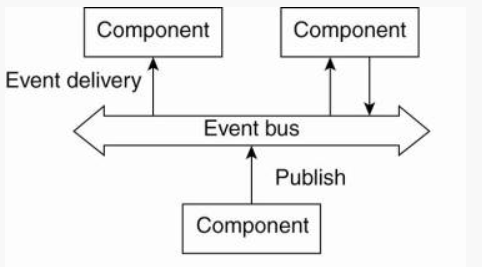 Component
Component
Event delivery
Event bus
Publish
Component